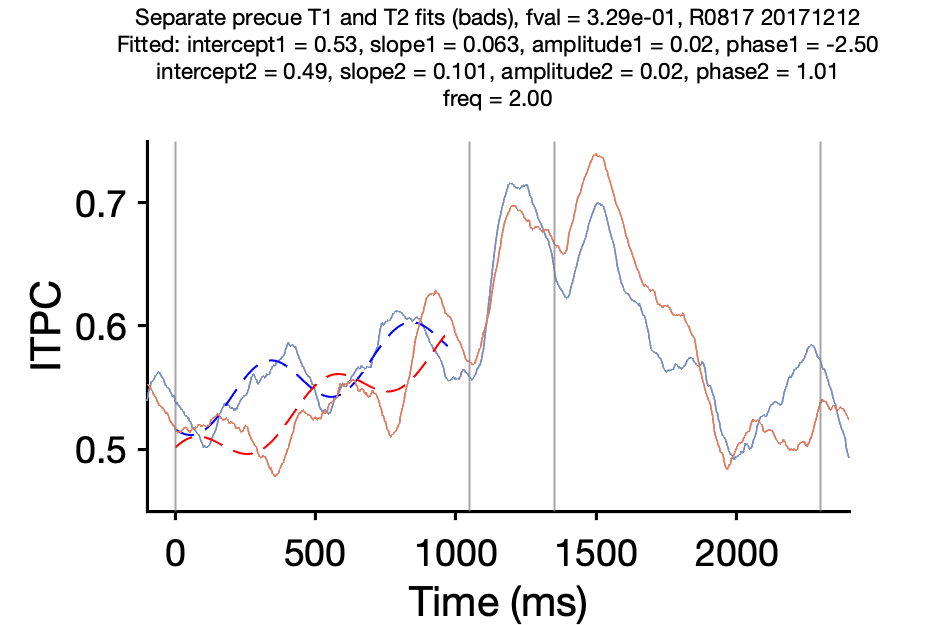 Separate precue T1 and T2 fits (bads), fval = 3.29e-01, R0817 20171212
Fitted: intercept1 = 0.53, slope1 = 0.063, amplitude1 = 0.02, phase1 = -2.50
intercept2 = 0.49, slope2 = 0.101, amplitude2 = 0.02, phase2 = 1.01
freq = 2.00
0.7
0.6
0.5
ITPC
0
500
1000
1500
2000
Time (ms)